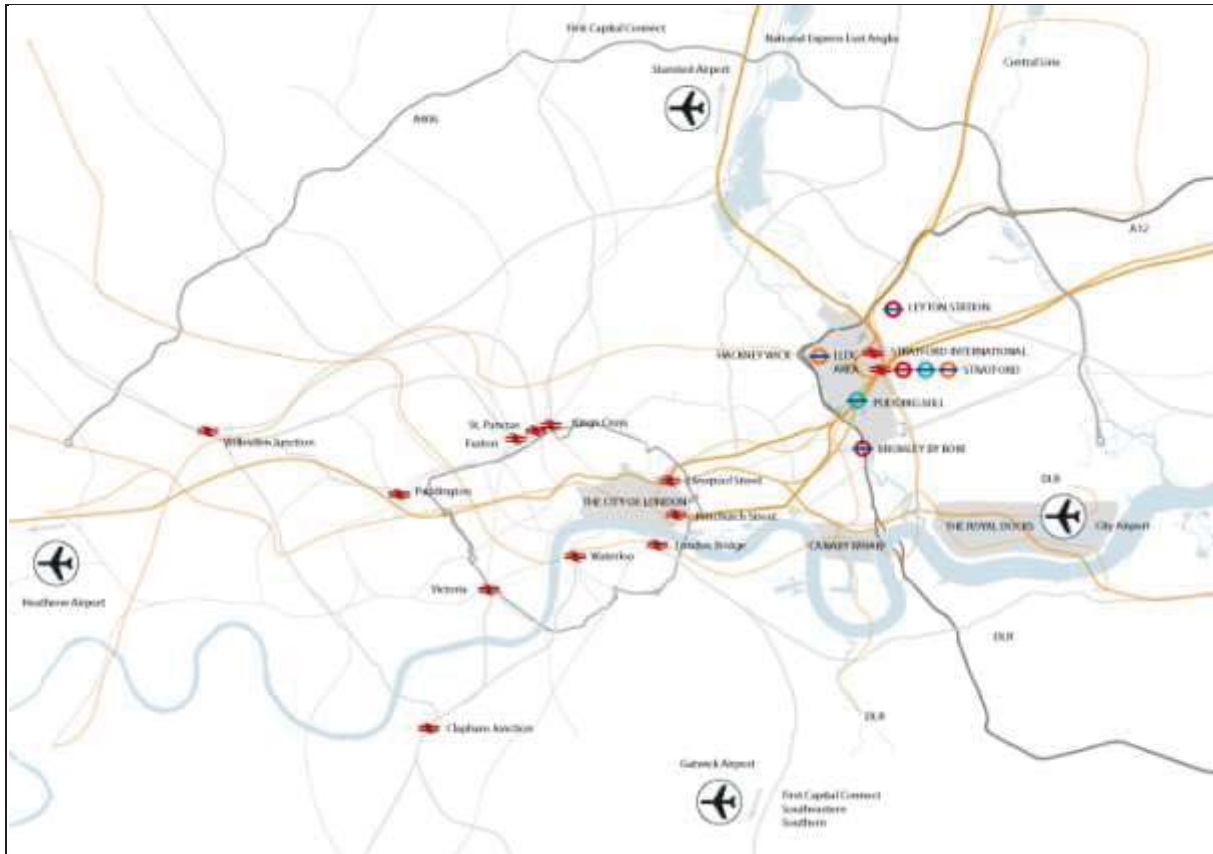 First Capital Connect
National Express East Anglia
Central Line
Stansted Airport
A406
A12
LEYTON STATION
HACKNEY WICK
LLDC
AREA
STRATFORD INTERNATIONAL
STRATFORD
PUDDING MILL
BROMLEY BY BOW
St. Pancras
Kings Cross
Euston
Willesden Junction
Paddington
Liverpool Street
THE CITY OF LONDON
Fenchurch Street
DLR
THE ROYAL DOCKS
City Airport
CANARY WHARF
London Bridge
Waterloo
Heathrow Airport
Victoria
DLR
DLR
Clapham Junction
Gatwick Airport
First Capital Connect
Southeastern
Southern